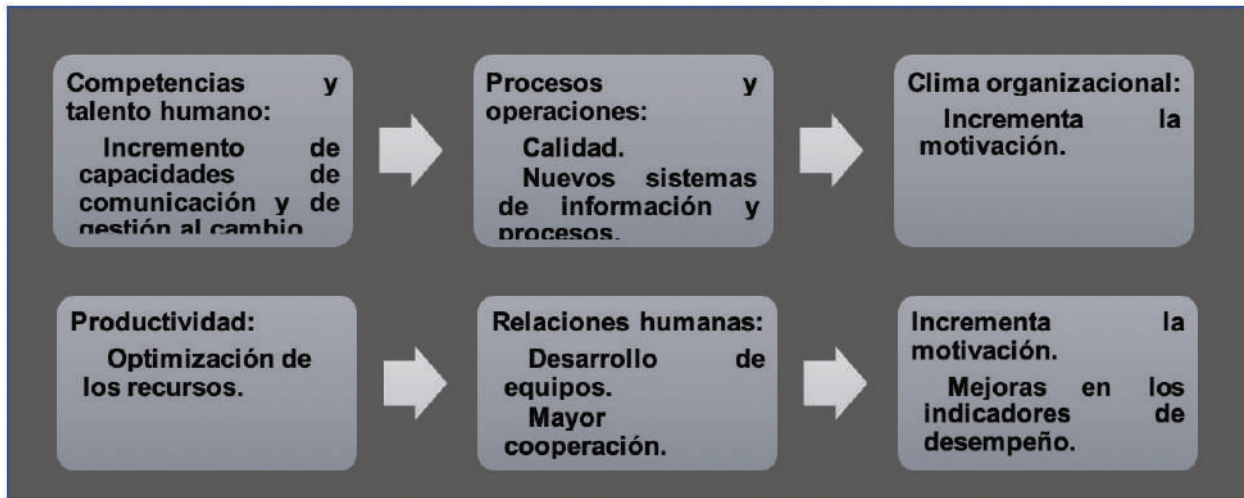 Competencias y
talento humano:
Incremento de
capacidades de
comunicación y de
gestión al cambio
Procesos y
operaciones:
Calidad.
Nuevos sistemas
de información y
procesos.
Clima organizacional:
Incrementa la
motivación.
Productividad:
Optimización de
los recursos.
Relaciones humanas:
Desarrollo de
equipos.
Mayor
cooperación.
Incrementa la
motivación.
Mejoras en los
indicadores de
desempeño.